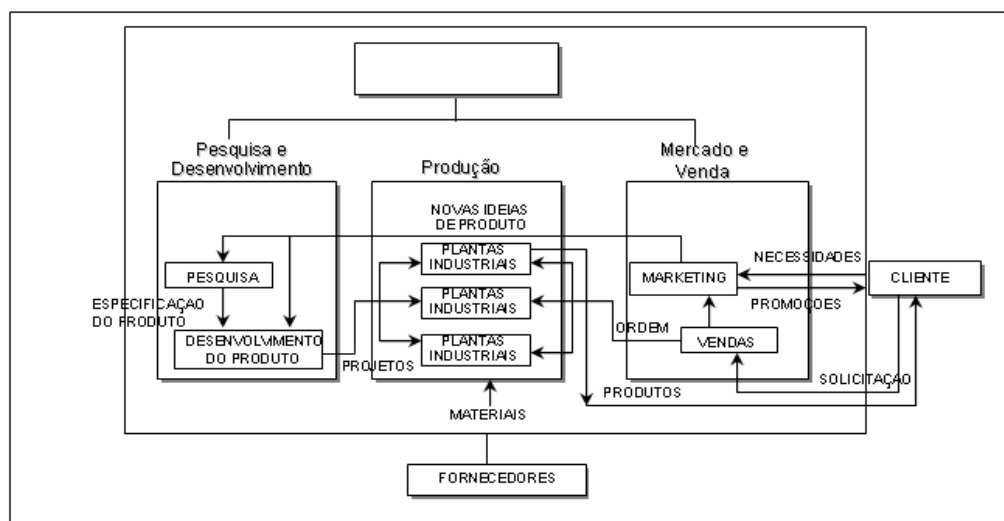 Pesquisa e
Desenvolvimento
Produção
Mercado e
Venda
NOVAS IDEIAS
DE PRODUTO
NECESSIDADES
PLANTAS
INDUSTRIAIS
PESQUISA
MARKETING
CLIENTE
ESPECIFICAÇAO
DO PRODUTO
PLANTAS
INDUSTRIAIS
PROMOÇOES
ORDEM
DESENVOLVIMENTO
DO PRODUTO
PLANTAS
INDUSTRIAIS
VENDAS
PROJETOS
SOLICITAÇÃO
PRODUTOS
MATERIAIS
FORNECEDORES